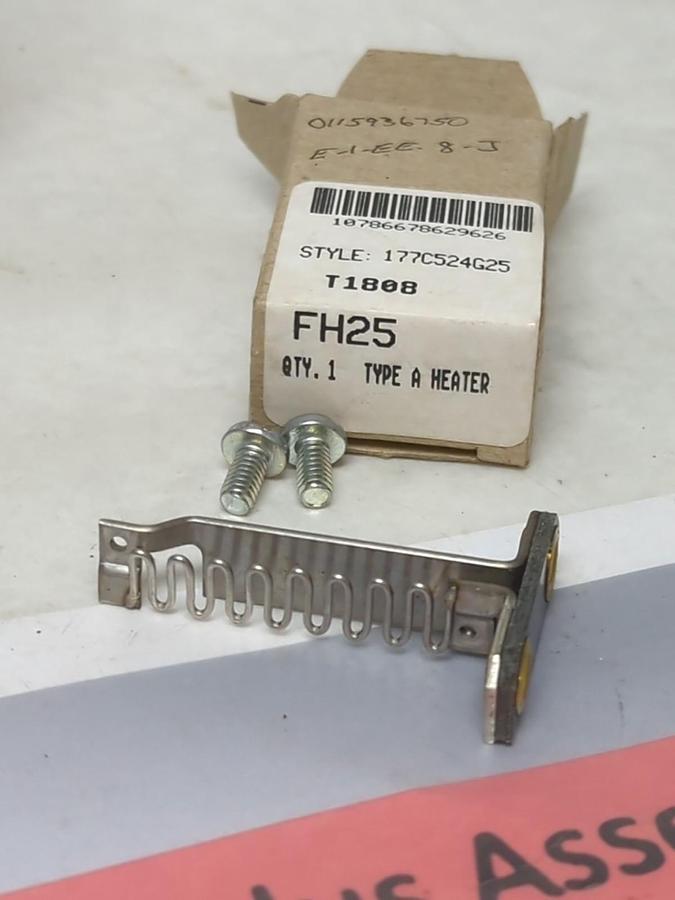 0115936750
E-1-EE-8-J
10786678629626
STYLE: 177C524G25
T1808
FH25
QTY. 1 TYPE A HEATER